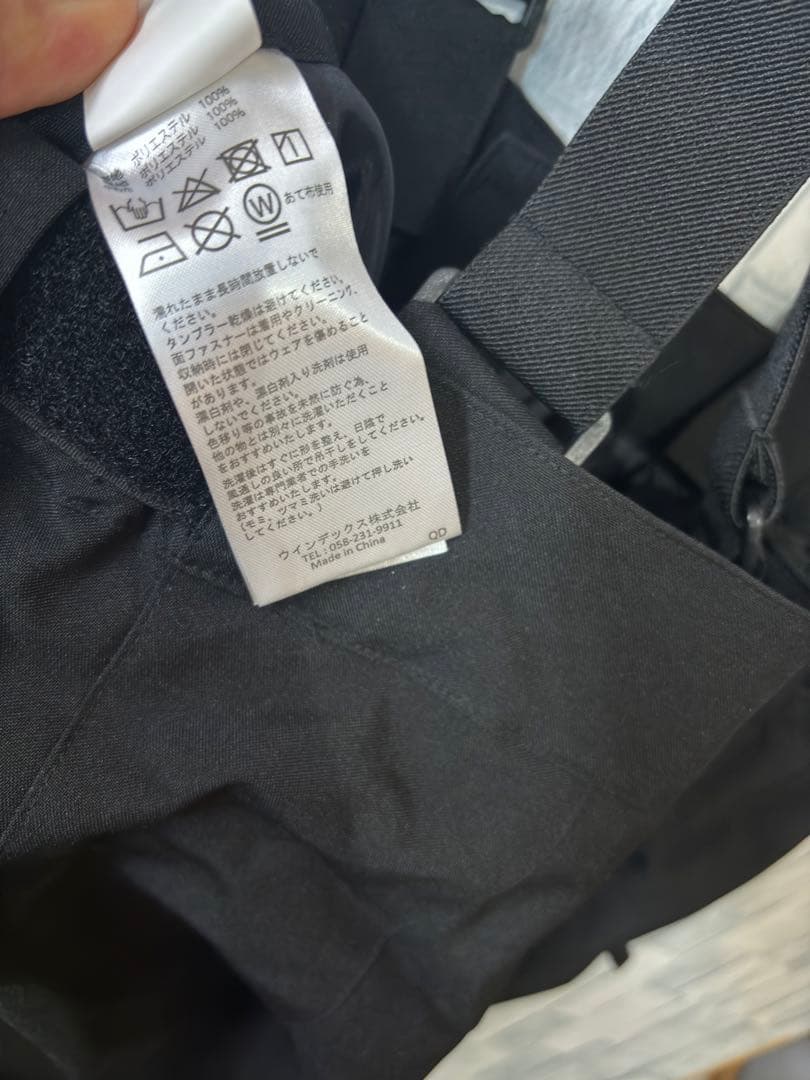 ポリエステル 100%
ポリエステル 100%
ポリエステル 100%
W あて布使用
濡れたまま長時間放置しないで
ください。
タンブラー乾燥は避けてください。
面ファスナーは着用やクリーニング、
収納時には閉じてください。
開いた状態ではウェアを傷めること
があります。
漂白剤や、漂白剤入り洗剤は使用
しないでください。
色移り等の事故を未然に防ぐ為、
他の物とは別々に洗濯いただくこと
をおすすめいたします。
洗濯後はすぐに形を整え、日陰で
風通しの良い所で吊干しをしてください。
洗濯は専門業者での手洗いを
おすすめいたします。
(モミ、ツマミ洗いは避けて押し洗い
してください。)
ウインデックス株式会社
TEL:058-231-9911
Made in China
QD